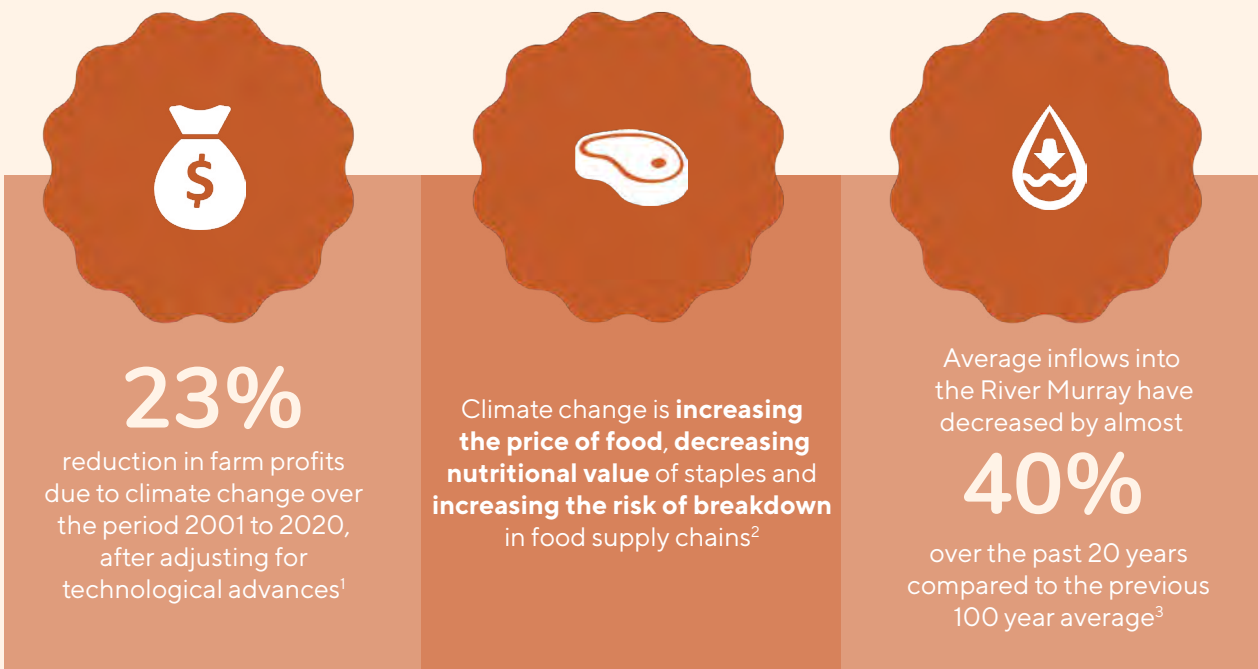 $
23%
reduction in farm profits
due to climate change over
the period 2001 to 2020,
after adjusting for
technological advances¹
Climate change is increasing
the price of food, decreasing
nutritional value of staples and
increasing the risk of breakdown
in food supply chains²
Average inflows into
the River Murray have
decreased by almost
40%
over the past 20 years
compared to the previous
100 year average³